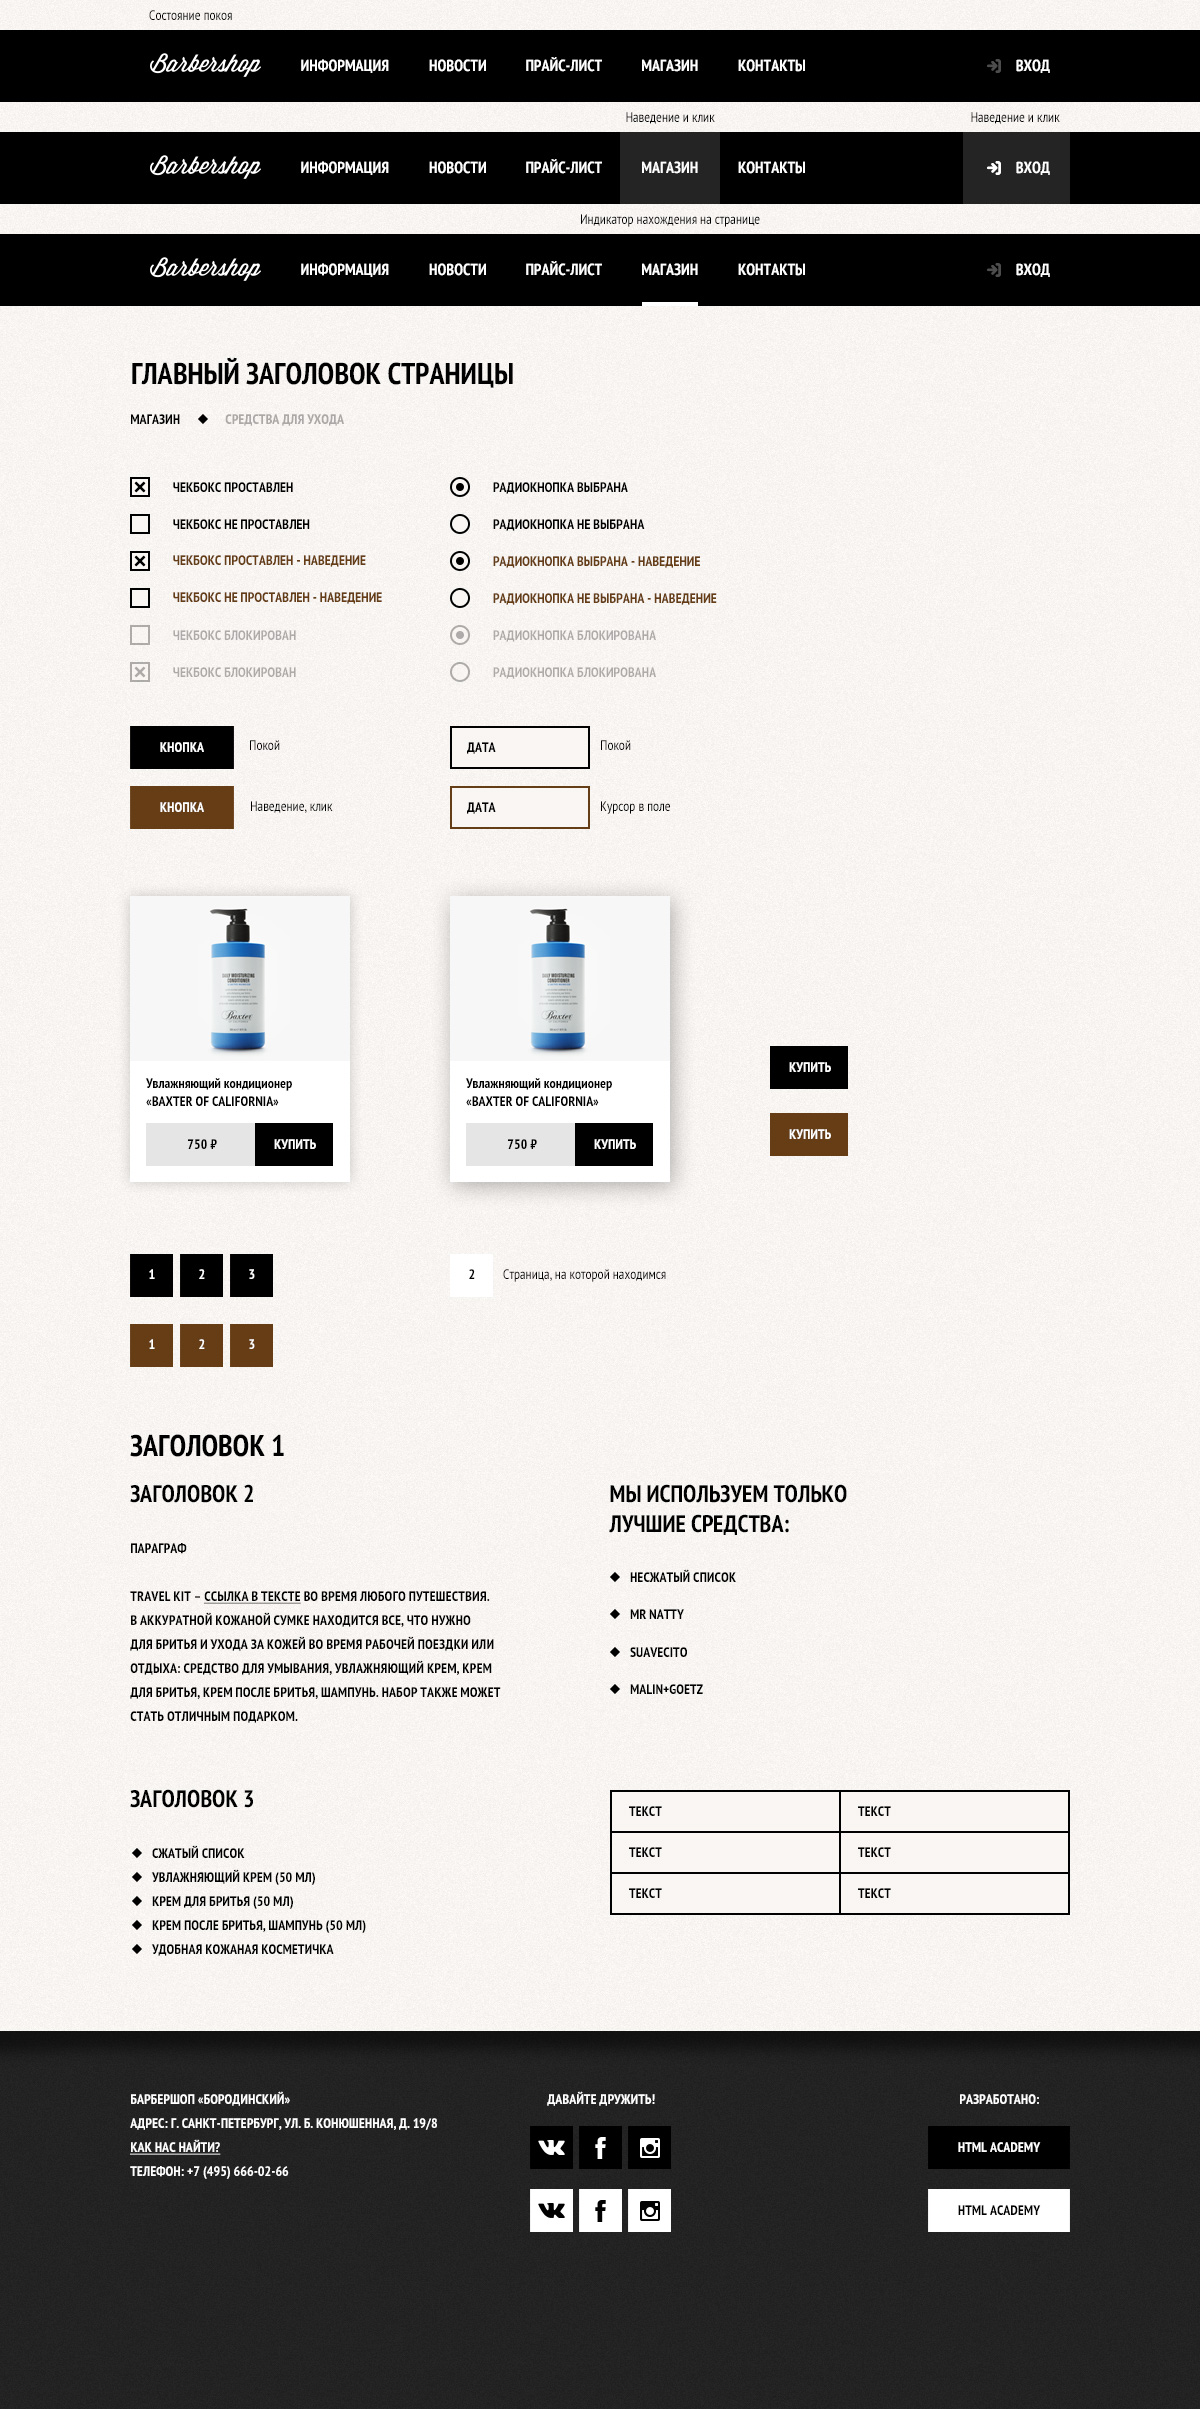 Состояние покоя
Barbershop ИНФОРМАЦИЯ НОВОСТИ ПРАЙС-ЛИСТ МАГАЗИН КОНТАКТЫ ВХОД
Наведение и клик Наведение и клик
Barbershop ИНФОРМАЦИЯ НОВОСТИ ПРАЙС-ЛИСТ МАГАЗИН КОНТАКТЫ ВХОД
Индикатор нахождения на странице
Barbershop ИНФОРМАЦИЯ НОВОСТИ ПРАЙС-ЛИСТ МАГАЗИН КОНТАКТЫ ВХОД
ГЛАВНЫЙ ЗАГОЛОВОК СТРАНИЦЫ
МАГАЗИН СРЕДСТВА ДЛЯ УХОДА
ЧЕКБОКС ПРОСТАВЛЕН
ЧЕКБОКС НЕ ПРОСТАВЛЕН
ЧЕКБОКС ПРОСТАВЛЕН - НАВЕДЕНИЕ
ЧЕКБОКС НЕ ПРОСТАВЛЕН - НАВЕДЕНИЕ
ЧЕКБОКС БЛОКИРОВАН
ЧЕКБОКС БЛОКИРОВАН
РАДИОКНОПКА ВЫБРАНА
РАДИОКНОПКА НЕ ВЫБРАНА
РАДИОКНОПКА ВЫБРАНА - НАВЕДЕНИЕ
РАДИОКНОПКА НЕ ВЫБРАНА - НАВЕДЕНИЕ
РАДИОКНОПКА БЛОКИРОВАНА
РАДИОКНОПКА БЛОКИРОВАНА
КНОПКА Покой
КНОПКА Наведение, клик
ДАТА Покой
ДАТА Курсор в поле
DAILY MOISTURIZING
CONDITIONER
Baxter
Увлажняющий кондиционер
«BAXTER OF CALIFORNIA»
750 ₽ КУПИТЬ
DAILY MOISTURIZING
CONDITIONER
Baxter
Увлажняющий кондиционер
«BAXTER OF CALIFORNIA»
750 ₽ КУПИТЬ
КУПИТЬ
КУПИТЬ
1 2 3
2 Страница, на которой находимся
1 2 3
ЗАГОЛОВОК 1
ЗАГОЛОВОК 2
ПАРАГРАФ
TRAVEL KIT – ССЫЛКА В ТЕКСТЕ ВО ВРЕМЯ ЛЮБОГО ПУТЕШЕСТВИЯ.
В АККУРАТНОЙ КОЖАНОЙ СУМКЕ НАХОДИТСЯ ВСЕ, ЧТО НУЖНО
ДЛЯ БРИТЬЯ И УХОДА ЗА КОЖЕЙ ВО ВРЕМЯ РАБОЧЕЙ ПОЕЗДКИ ИЛИ
ОТДЫХА: СРЕДСТВО ДЛЯ УМЫВАНИЯ, УВЛАЖНЯЮЩИЙ КРЕМ, КРЕМ
ДЛЯ БРИТЬЯ, КРЕМ ПОСЛЕ БРИТЬЯ, ШАМПУНЬ. НАБОР ТАКЖЕ МОЖЕТ
СТАТЬ ОТЛИЧНЫМ ПОДАРКОМ.
МЫ ИСПОЛЬЗУЕМ ТОЛЬКО
ЛУЧШИЕ СРЕДСТВА:
НЕСЖАТЫЙ СПИСОК
MR NATTY
SUAVECITO
MALIN+GOETZ
ЗАГОЛОВОК 3
СЖАТЫЙ СПИСОК
УВЛАЖНЯЮЩИЙ КРЕМ (50 МЛ)
КРЕМ ДЛЯ БРИТЬЯ (50 МЛ)
КРЕМ ПОСЛЕ БРИТЬЯ, ШАМПУНЬ (50 МЛ)
УДОБНАЯ КОЖАНАЯ КОСМЕТИЧКА
ТЕКСТ ТЕКСТ
ТЕКСТ ТЕКСТ
ТЕКСТ ТЕКСТ
БАРБЕРШОП «БОРОДИНСКИЙ»
АДРЕС: Г. САНКТ-ПЕТЕРБУРГ, УЛ. Б. КОНЮШЕННАЯ, Д. 19/8
КАК НАС НАЙТИ?
ТЕЛЕФОН: +7 (495) 666-02-66
ДАВАЙТЕ ДРУЖИТЬ!
РАЗРАБОТАНО:
HTML ACADEMY
HTML ACADEMY